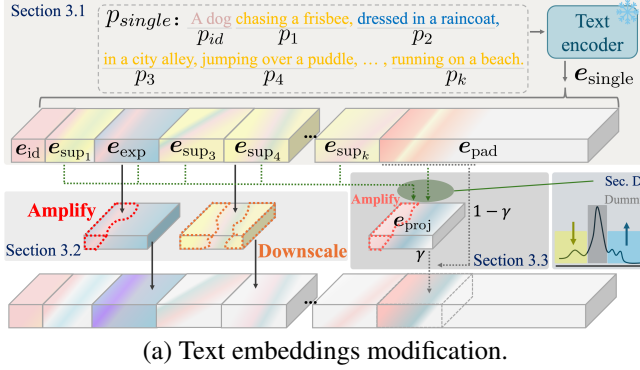 Section 3.1
p_single: A dog chasing a frisbee, dressed in a raincoat,
p_id p_1 p_2
in a city alley, jumping over a puddle, … , running on a beach.
p_3 p_4 p_k
Text encoder
e_single
e_id e_sup_1 e_exp e_sup_3 e_sup_4 ... e_sup_k e_pad
Amplify
Section 3.2
Downscale
Amplify
e_proj
1 − γ
γ
Section 3.3
Sec. D
Dumm
...
(a) Text embeddings modification.